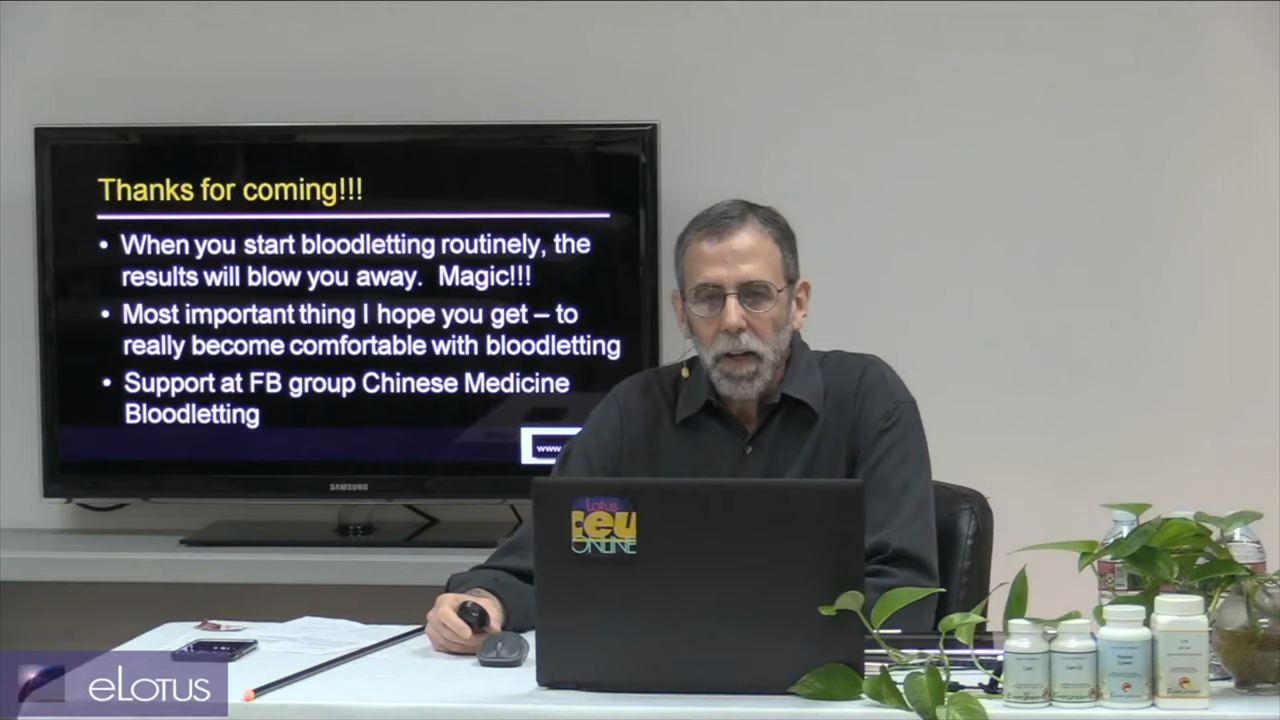 Thanks for coming!!!
• When you start bloodletting routinely, the
results will blow you away. Magic!!!
• Most important thing I hope you get – to
really become comfortable with bloodletting
• Support at FB group Chinese Medicine
Bloodletting
www.
SAMSUNG
Lotus
ceu
ONLINE
eLOTUS